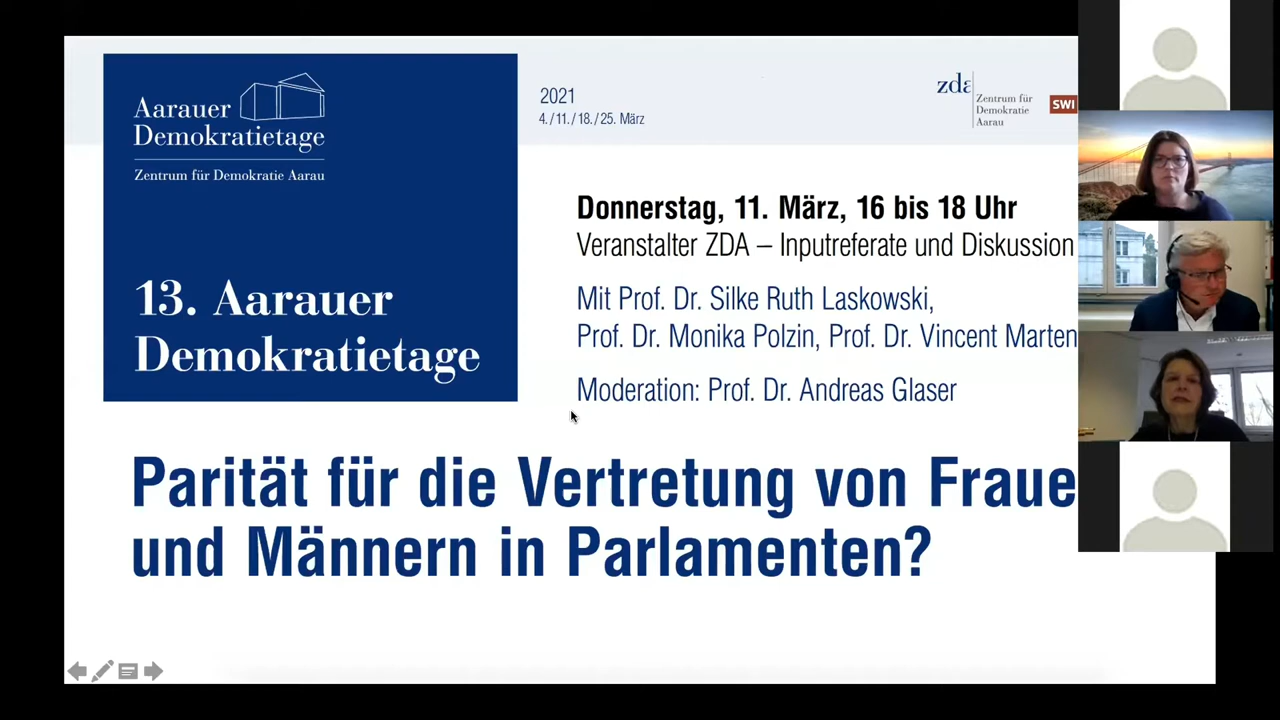 Aarauer
Demokratietage
Zentrum für Demokratie Aarau
13. Aarauer
Demokratietage
2021
4./11./18./25. März
zda
Zentrum für
Demokratie
Aarau
SWI
Donnerstag, 11. März, 16 bis 18 Uhr
Veranstalter ZDA – Inputreferate und Diskussion
Mit Prof. Dr. Silke Ruth Laskowski,
Prof. Dr. Monika Polzin, Prof. Dr. Vincent Marten
Moderation: Prof. Dr. Andreas Glaser
Parität für die Vertretung von Fraue
und Männern in Parlamenten?